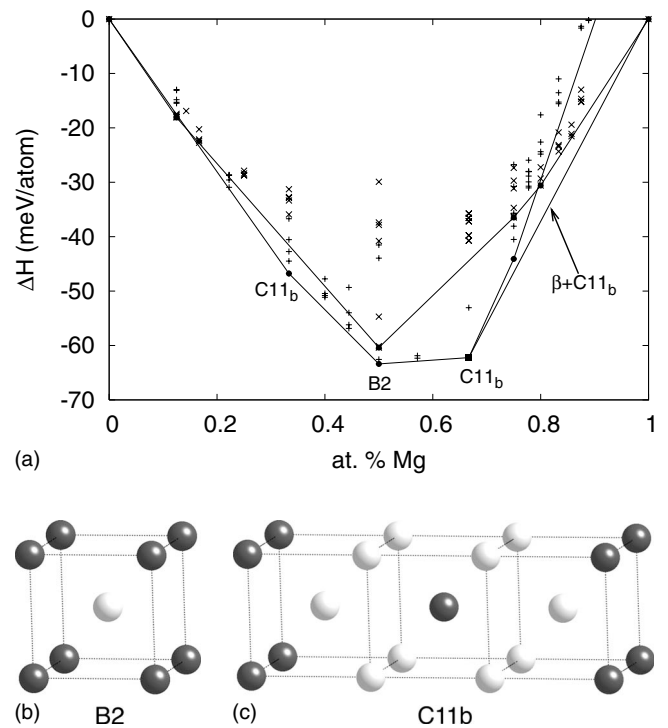 0
-10
-20
-30
-40
-50
-60
-70
ΔH (meV/atom)
C11b
B2
C11b
β+C11b
0 0.2 0.4 0.6 0.8 1
(a)
at. % Mg
(b)
B2
(c)
C11b